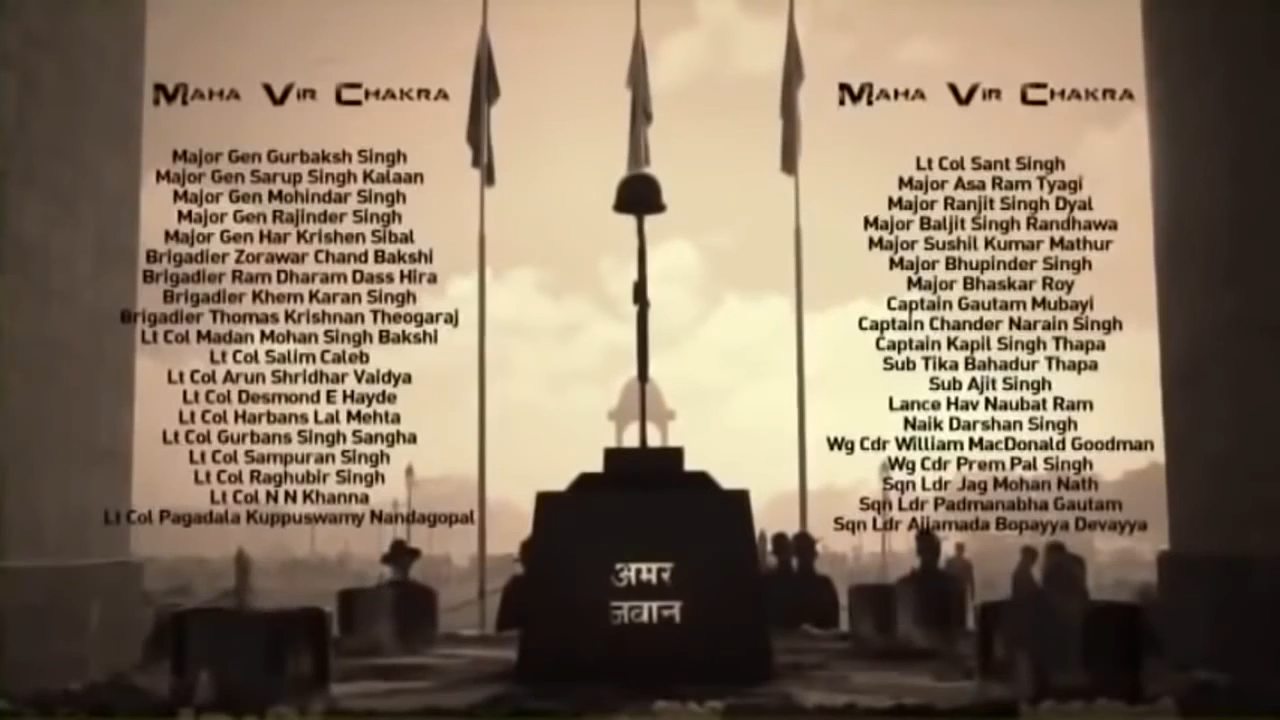 Maha Vir Chakra
Major Gen Gurbaksh Singh
Major Gen Sarup Singh Kalaan
Major Gen Mohindar Singh
Major Gen Rajinder Singh
Major Gen Har Krishen Sibal
Brigadier Zorawar Chand Bakshi
Brigadier Ram Dharam Dass Hira
Brigadier Khem Karan Singh
Brigadier Thomas Krishnan Theogaraj
Lt Col Madan Mohan Singh Bakshi
Lt Col Salim Caleb
Lt Col Arun Shridhar Vaidya
Lt Col Desmond E Hayde
Lt Col Harbans Lal Mehta
Lt Col Gurbans Singh Sangha
Lt Col Sampuran Singh
Lt Col Raghubir Singh
Lt Col N N Khanna
Lt Col Pagadala Kuppuswamy Nandagopal
Maha Vir Chakra
Lt Col Sant Singh
Major Asa Ram Tyagi
Major Ranjit Singh Dyal
Major Baljit Singh Randhawa
Major Sushil Kumar Mathur
Major Bhupinder Singh
Major Bhaskar Roy
Captain Gautam Mubayi
Captain Chander Narain Singh
Captain Kapil Singh Thapa
Sub Tika Bahadur Thapa
Sub Ajit Singh
Lance Hav Naubat Ram
Naik Darshan Singh
Wg Cdr William MacDonald Goodman
Wg Cdr Prem Pal Singh
Sqn Ldr Jag Mohan Nath
Sqn Ldr Padmanabha Gautam
Sqn Ldr Ajjamada Bopayya Devayya
अमर
जवान